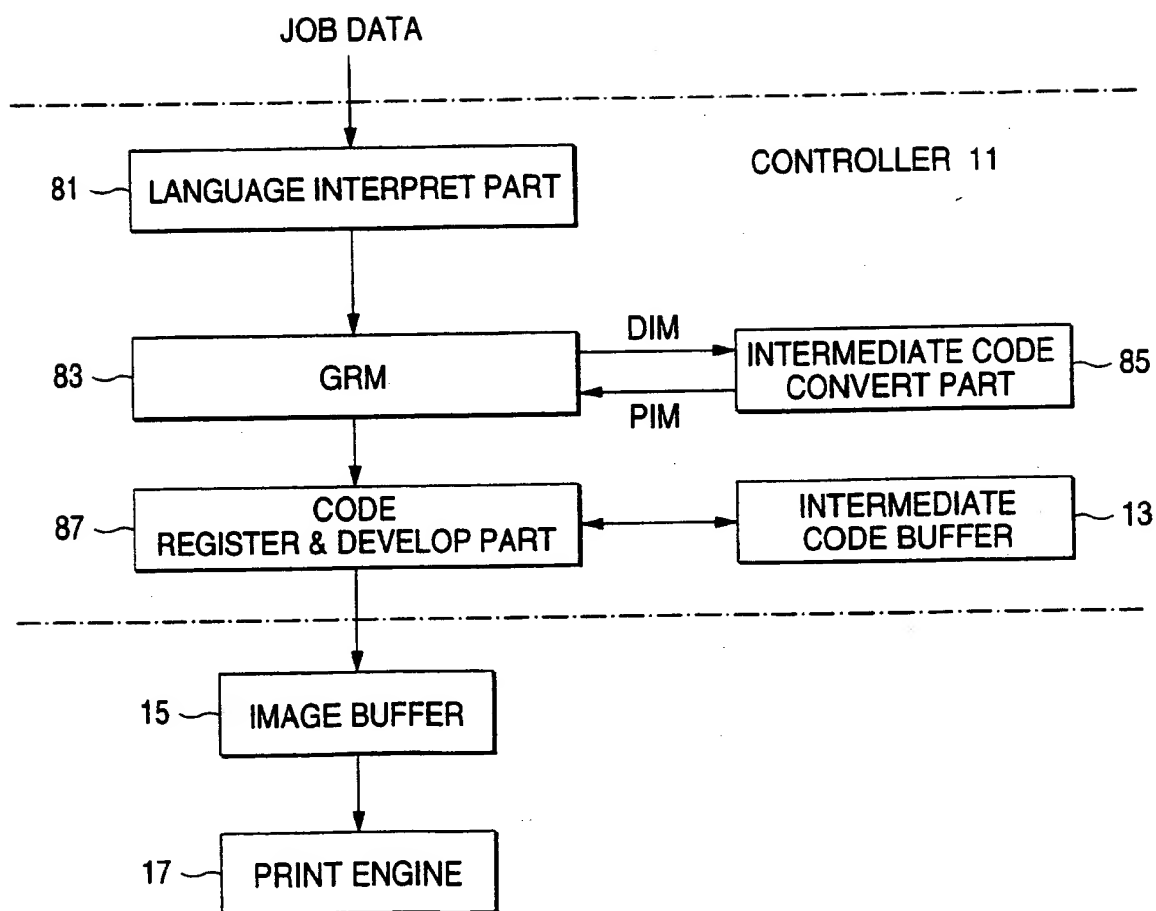 JOB DATA
CONTROLLER 11
81
LANGUAGE INTERPRET PART
DIM
83
GRM
INTERMEDIATE CODE
CONVERT PART
85
PIM
87
CODE
REGISTER & DEVELOP PART
INTERMEDIATE
CODE BUFFER
13
15
IMAGE BUFFER
17
PRINT ENGINE